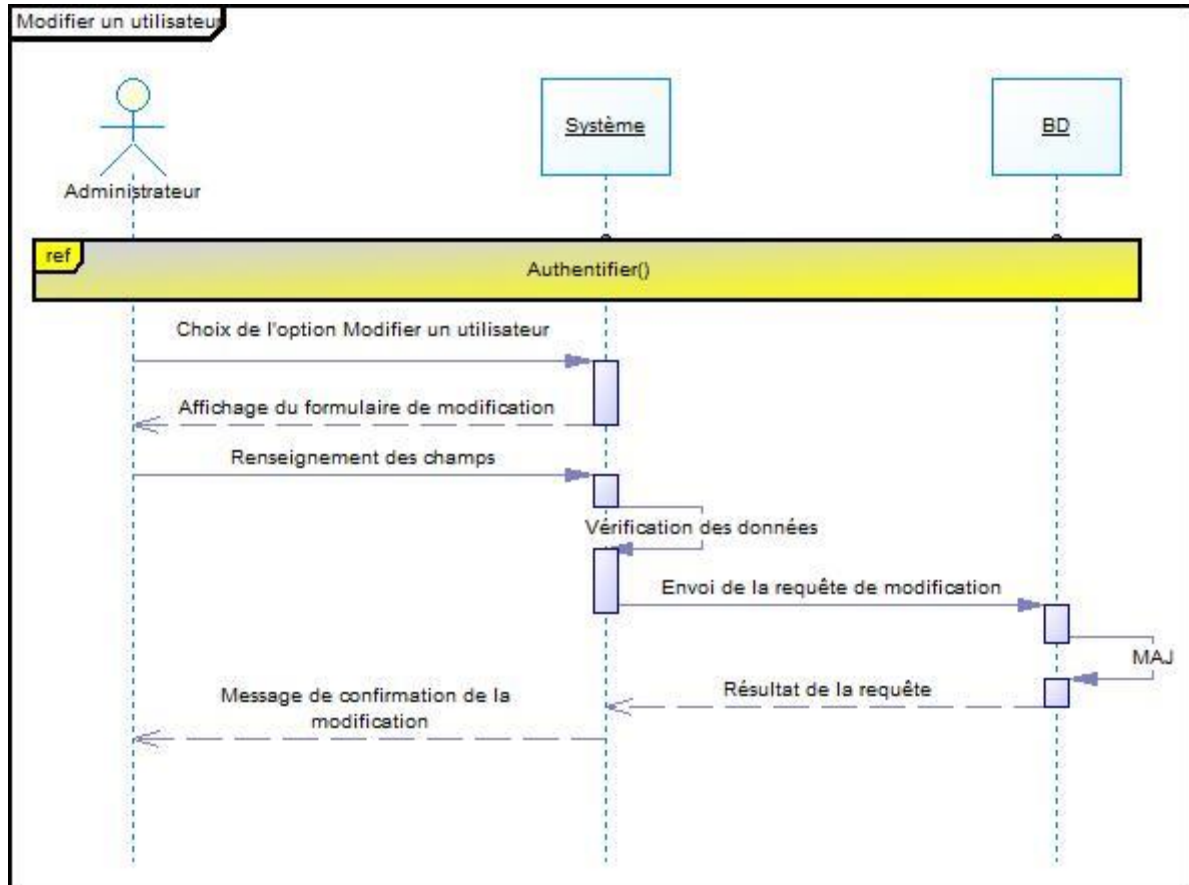 Modifier un utilisateur
Système
BD
Administrateur
ref
Authentifier()
Choix de l'option Modifier un utilisateur
Affichage du formulaire de modification
Renseignement des champs
Vérification des données
Envoi de la requête de modification
MAJ
Résultat de la requête
Message de confirmation de la
modification